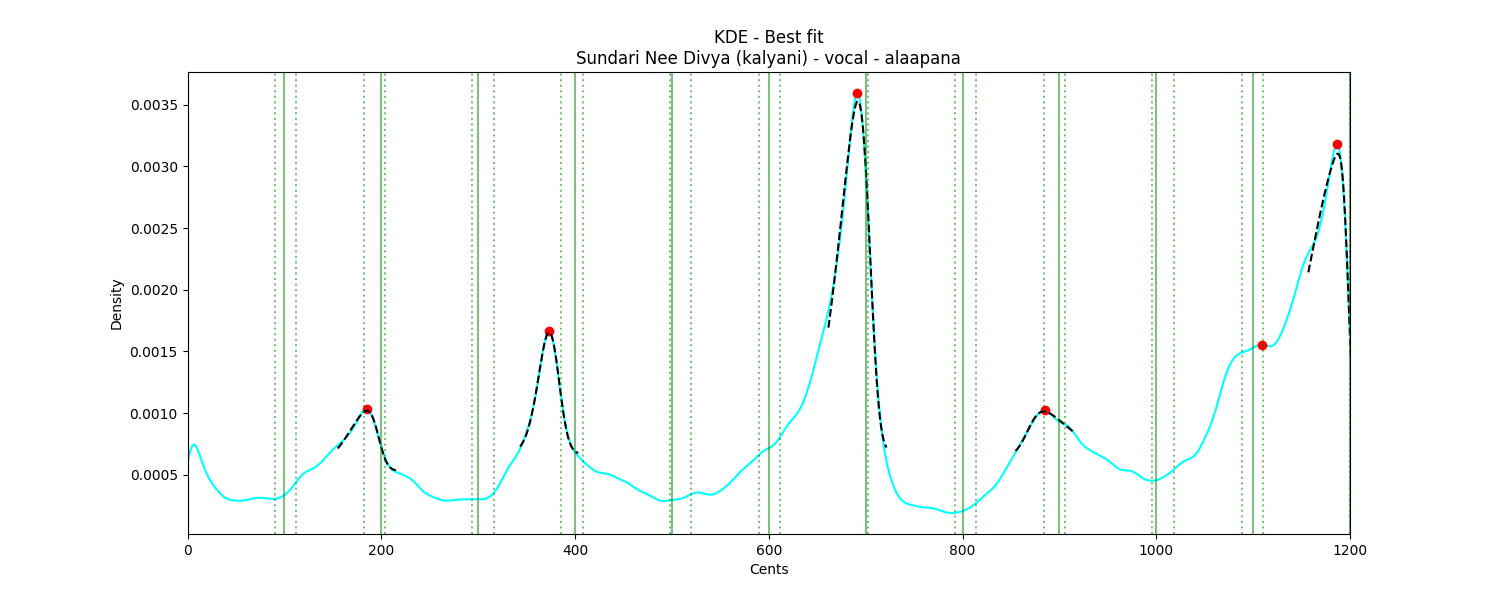 KDE - Best fit
Sundari Nee Divya (kalyani) - vocal - alaapana
Density
0.0035
0.0030
0.0025
0.0020
0.0015
0.0010
0.0005
0 200 400 600 800 1000 1200
Cents